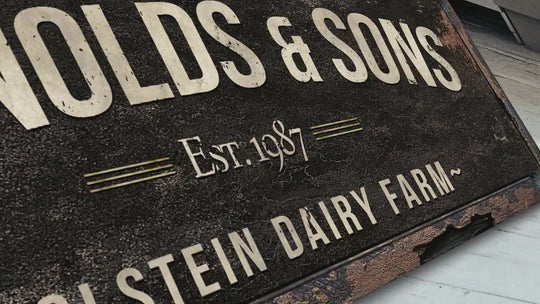 NOLDS & SONS
EST. 1987
OLSTEIN DAIRY FARM~